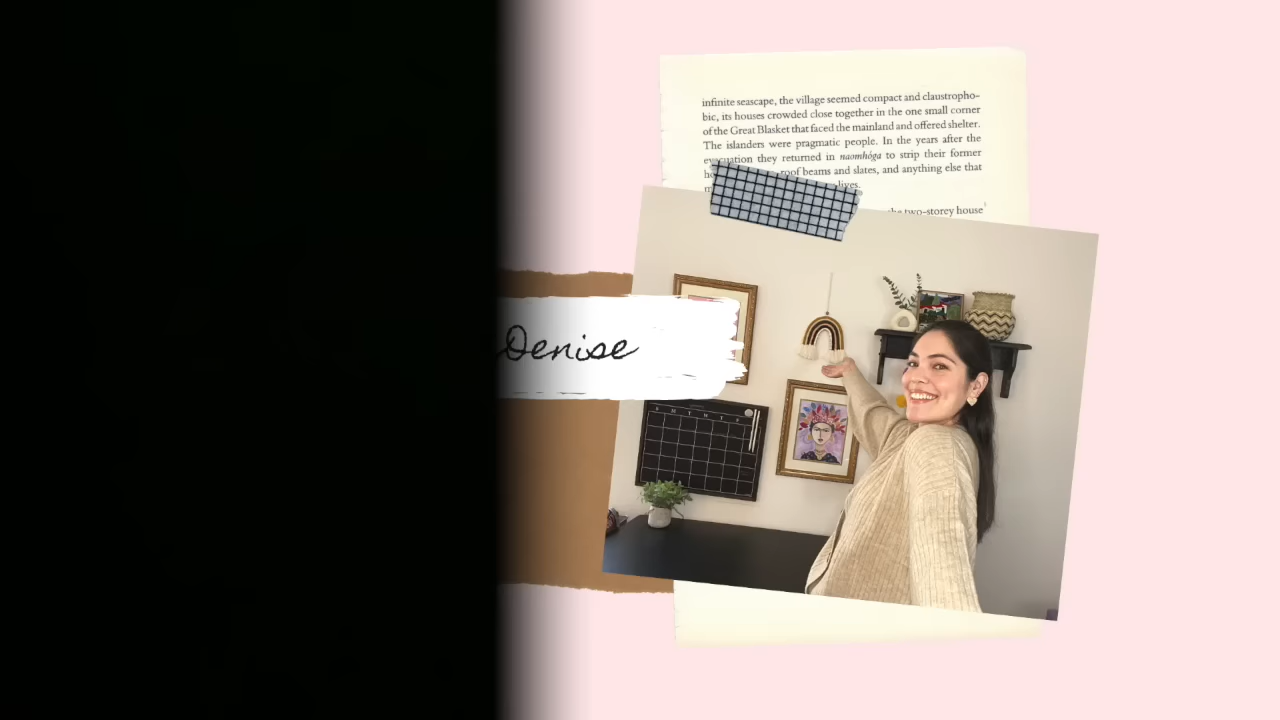 infinite seascape, the village seemed compact and claustropho-
bic, its houses crowded close together in the one small corner
of the Great Blasket that faced the mainland and offered shelter.
The islanders were pragmatic people. In the years after the
evacuation they returned in naomhóga to strip their former
roof beams and slates, and anything else that
lives.
the two-storey house
Denise
S M T W T F